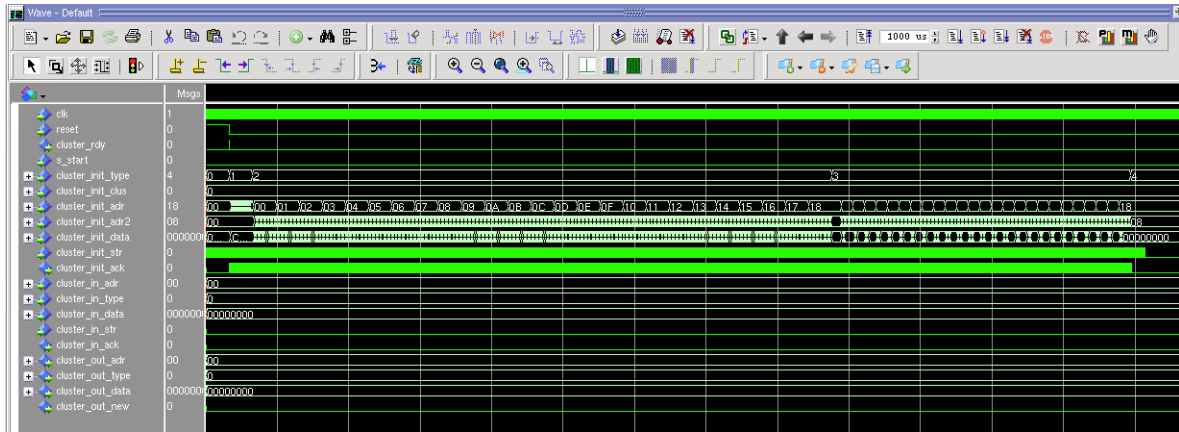 Wave - Default
1000 us
Msgs
clk 1
reset 0
cluster_rdy 0
s_start 0
cluster_init_type 4 0 1 2 3 4
cluster_init_clus 0 0
cluster_init_adr 18 00 00 01 02 03 04 05 06 07 08 09 0A 0B 0C 0D 0E 0F 10 11 12 13 14 15 16 17 18 18
cluster_init_adr2 08 00 08
cluster_init_data 0000000 0... C... 00000000
cluster_init_str 0
cluster_init_ack 0
cluster_in_adr 00 00
cluster_in_type 0 0
cluster_in_data 0000000 00000000
cluster_in_str 0
cluster_in_ack 0
cluster_out_adr 00 00
cluster_out_type 0 0
cluster_out_data 0000000 00000000
cluster_out_new 0